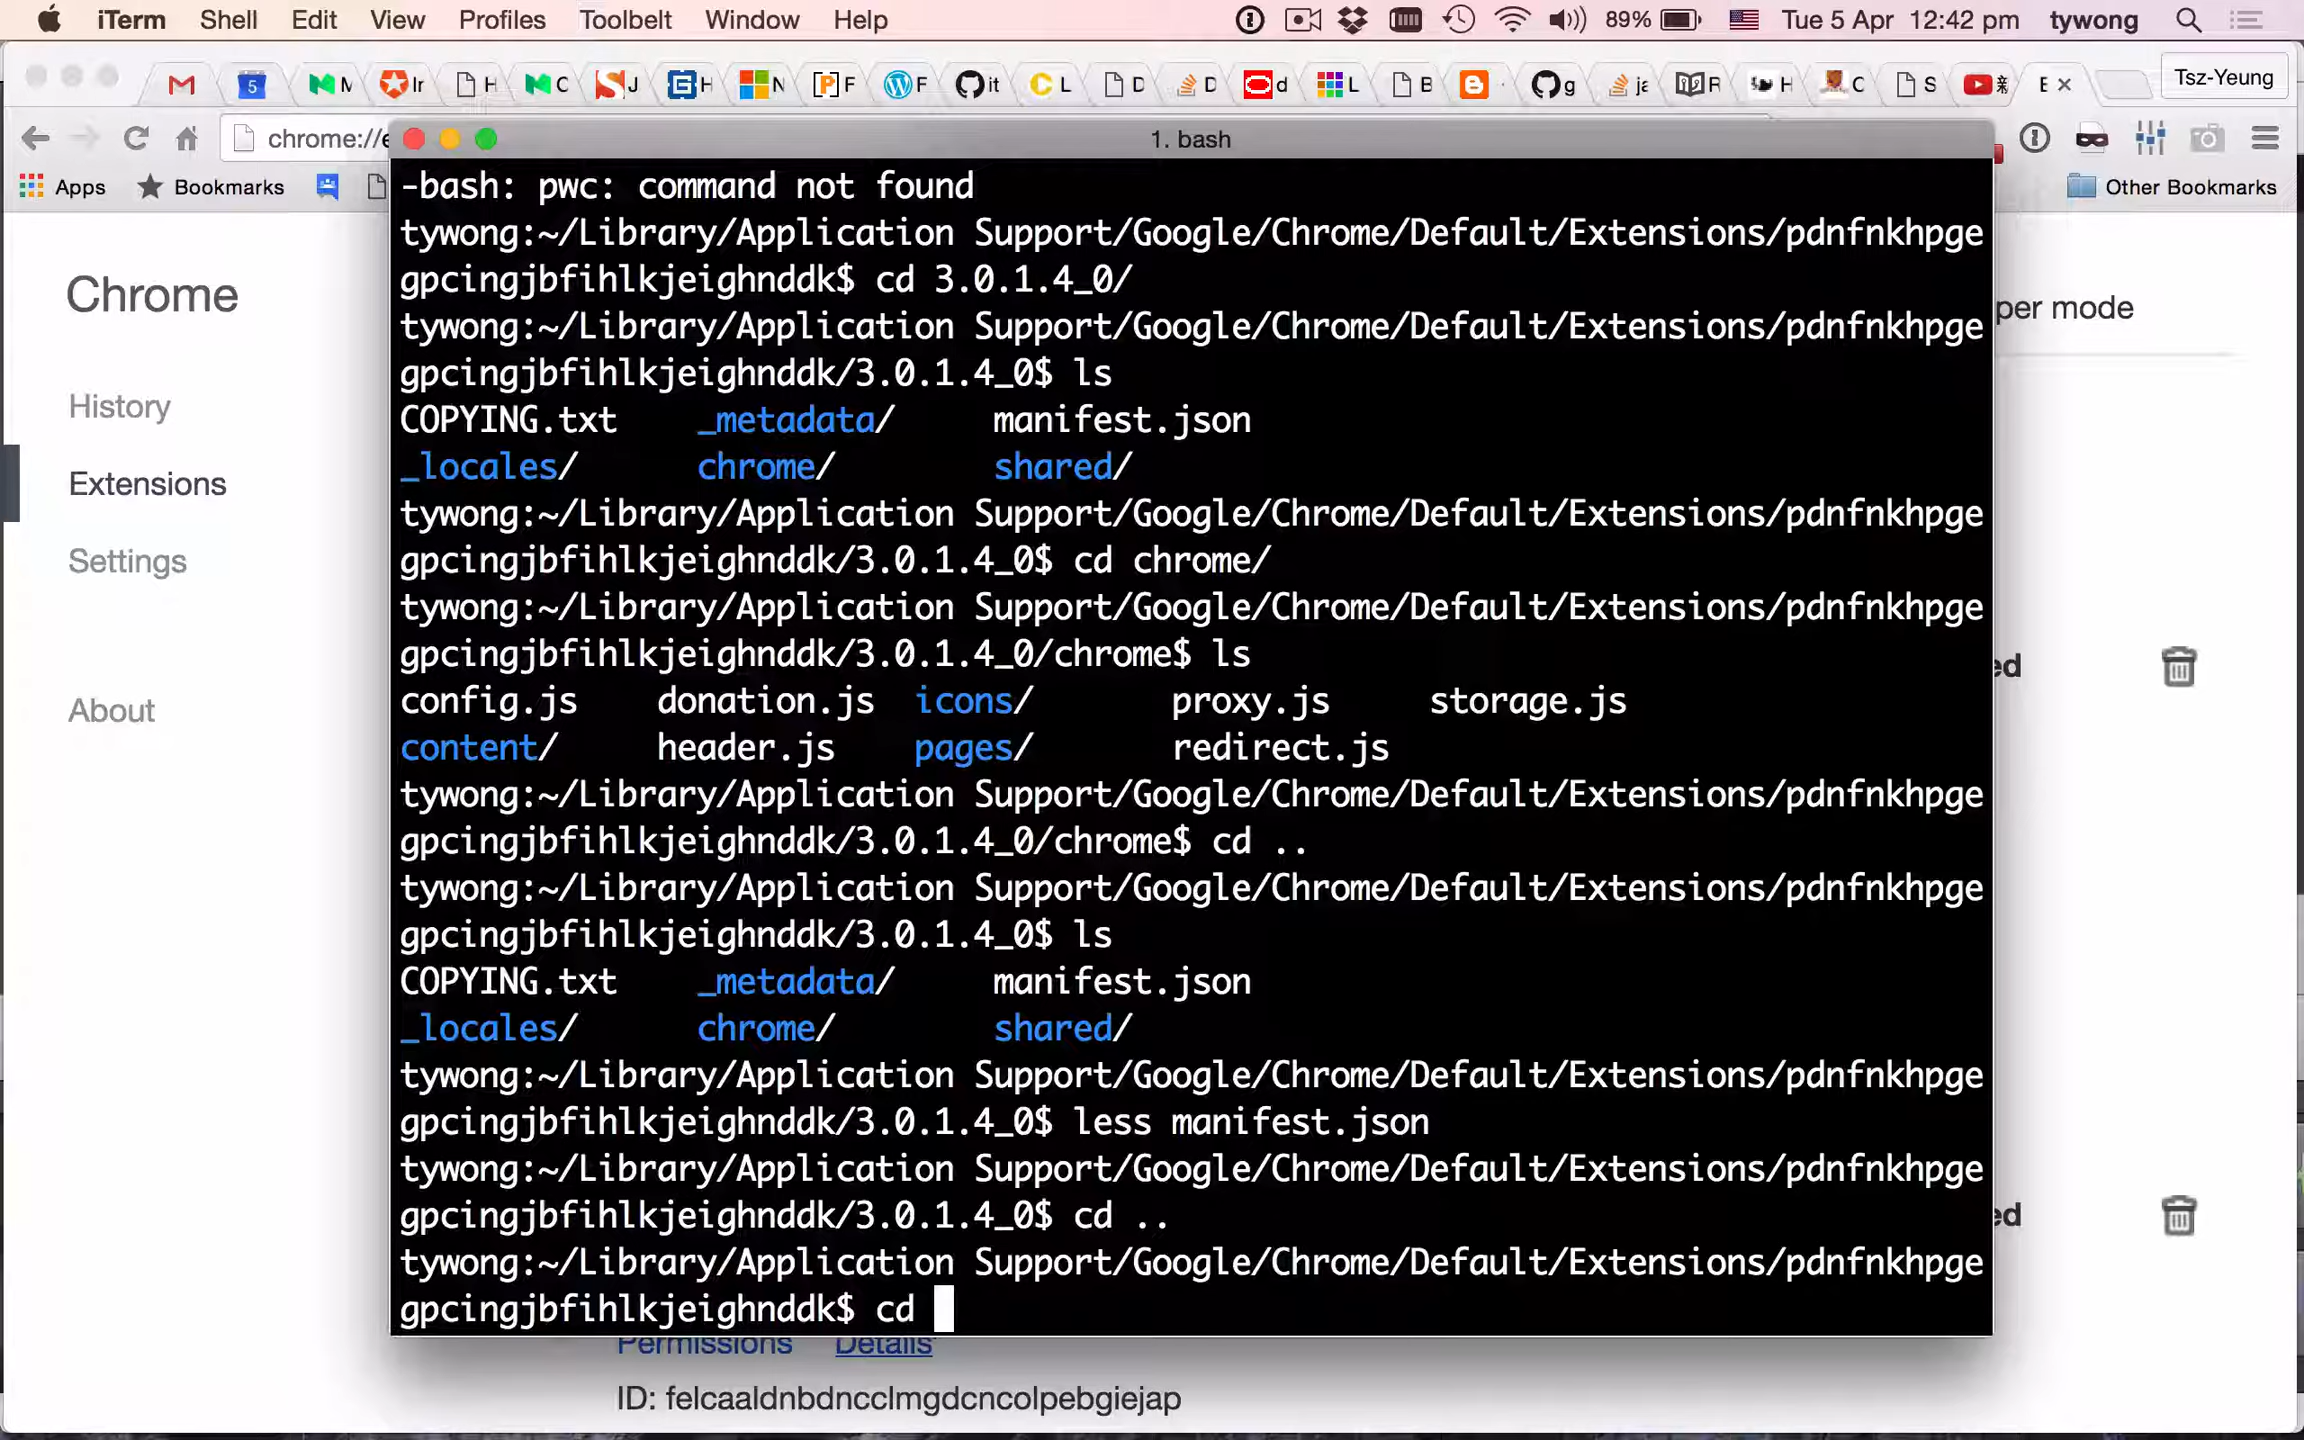 iTerm Shell Edit View Profiles Toolbelt Window Help 89% Tue 5 Apr 12:42 pm tywong
5 M Ir H C J H N F F it L D D d L B g ja R H C S 亲 E Tsz-Yeung
chrome://e 1. bash
Apps Bookmarks Other Bookmarks
Chrome
History
Extensions
Settings
About
per mode
ed
ed
-bash: pwc: command not found
tywong:~/Library/Application Support/Google/Chrome/Default/Extensions/pdnfnkhpge
gpcingjbfihlkjeighnddk$ cd 3.0.1.4_0/
tywong:~/Library/Application Support/Google/Chrome/Default/Extensions/pdnfnkhpge
gpcingjbfihlkjeighnddk/3.0.1.4_0$ ls
COPYING.txt _metadata/ manifest.json
_locales/ chrome/ shared/
tywong:~/Library/Application Support/Google/Chrome/Default/Extensions/pdnfnkhpge
gpcingjbfihlkjeighnddk/3.0.1.4_0$ cd chrome/
tywong:~/Library/Application Support/Google/Chrome/Default/Extensions/pdnfnkhpge
gpcingjbfihlkjeighnddk/3.0.1.4_0/chrome$ ls
config.js donation.js icons/ proxy.js storage.js
content/ header.js pages/ redirect.js
tywong:~/Library/Application Support/Google/Chrome/Default/Extensions/pdnfnkhpge
gpcingjbfihlkjeighnddk/3.0.1.4_0/chrome$ cd ..
tywong:~/Library/Application Support/Google/Chrome/Default/Extensions/pdnfnkhpge
gpcingjbfihlkjeighnddk/3.0.1.4_0$ ls
COPYING.txt _metadata/ manifest.json
_locales/ chrome/ shared/
tywong:~/Library/Application Support/Google/Chrome/Default/Extensions/pdnfnkhpge
gpcingjbfihlkjeighnddk/3.0.1.4_0$ less manifest.json
tywong:~/Library/Application Support/Google/Chrome/Default/Extensions/pdnfnkhpge
gpcingjbfihlkjeighnddk/3.0.1.4_0$ cd ..
tywong:~/Library/Application Support/Google/Chrome/Default/Extensions/pdnfnkhpge
gpcingjbfihlkjeighnddk$ cd
Permissions Details
ID: felcaaldnbdncclmgdcncolpebgiejap